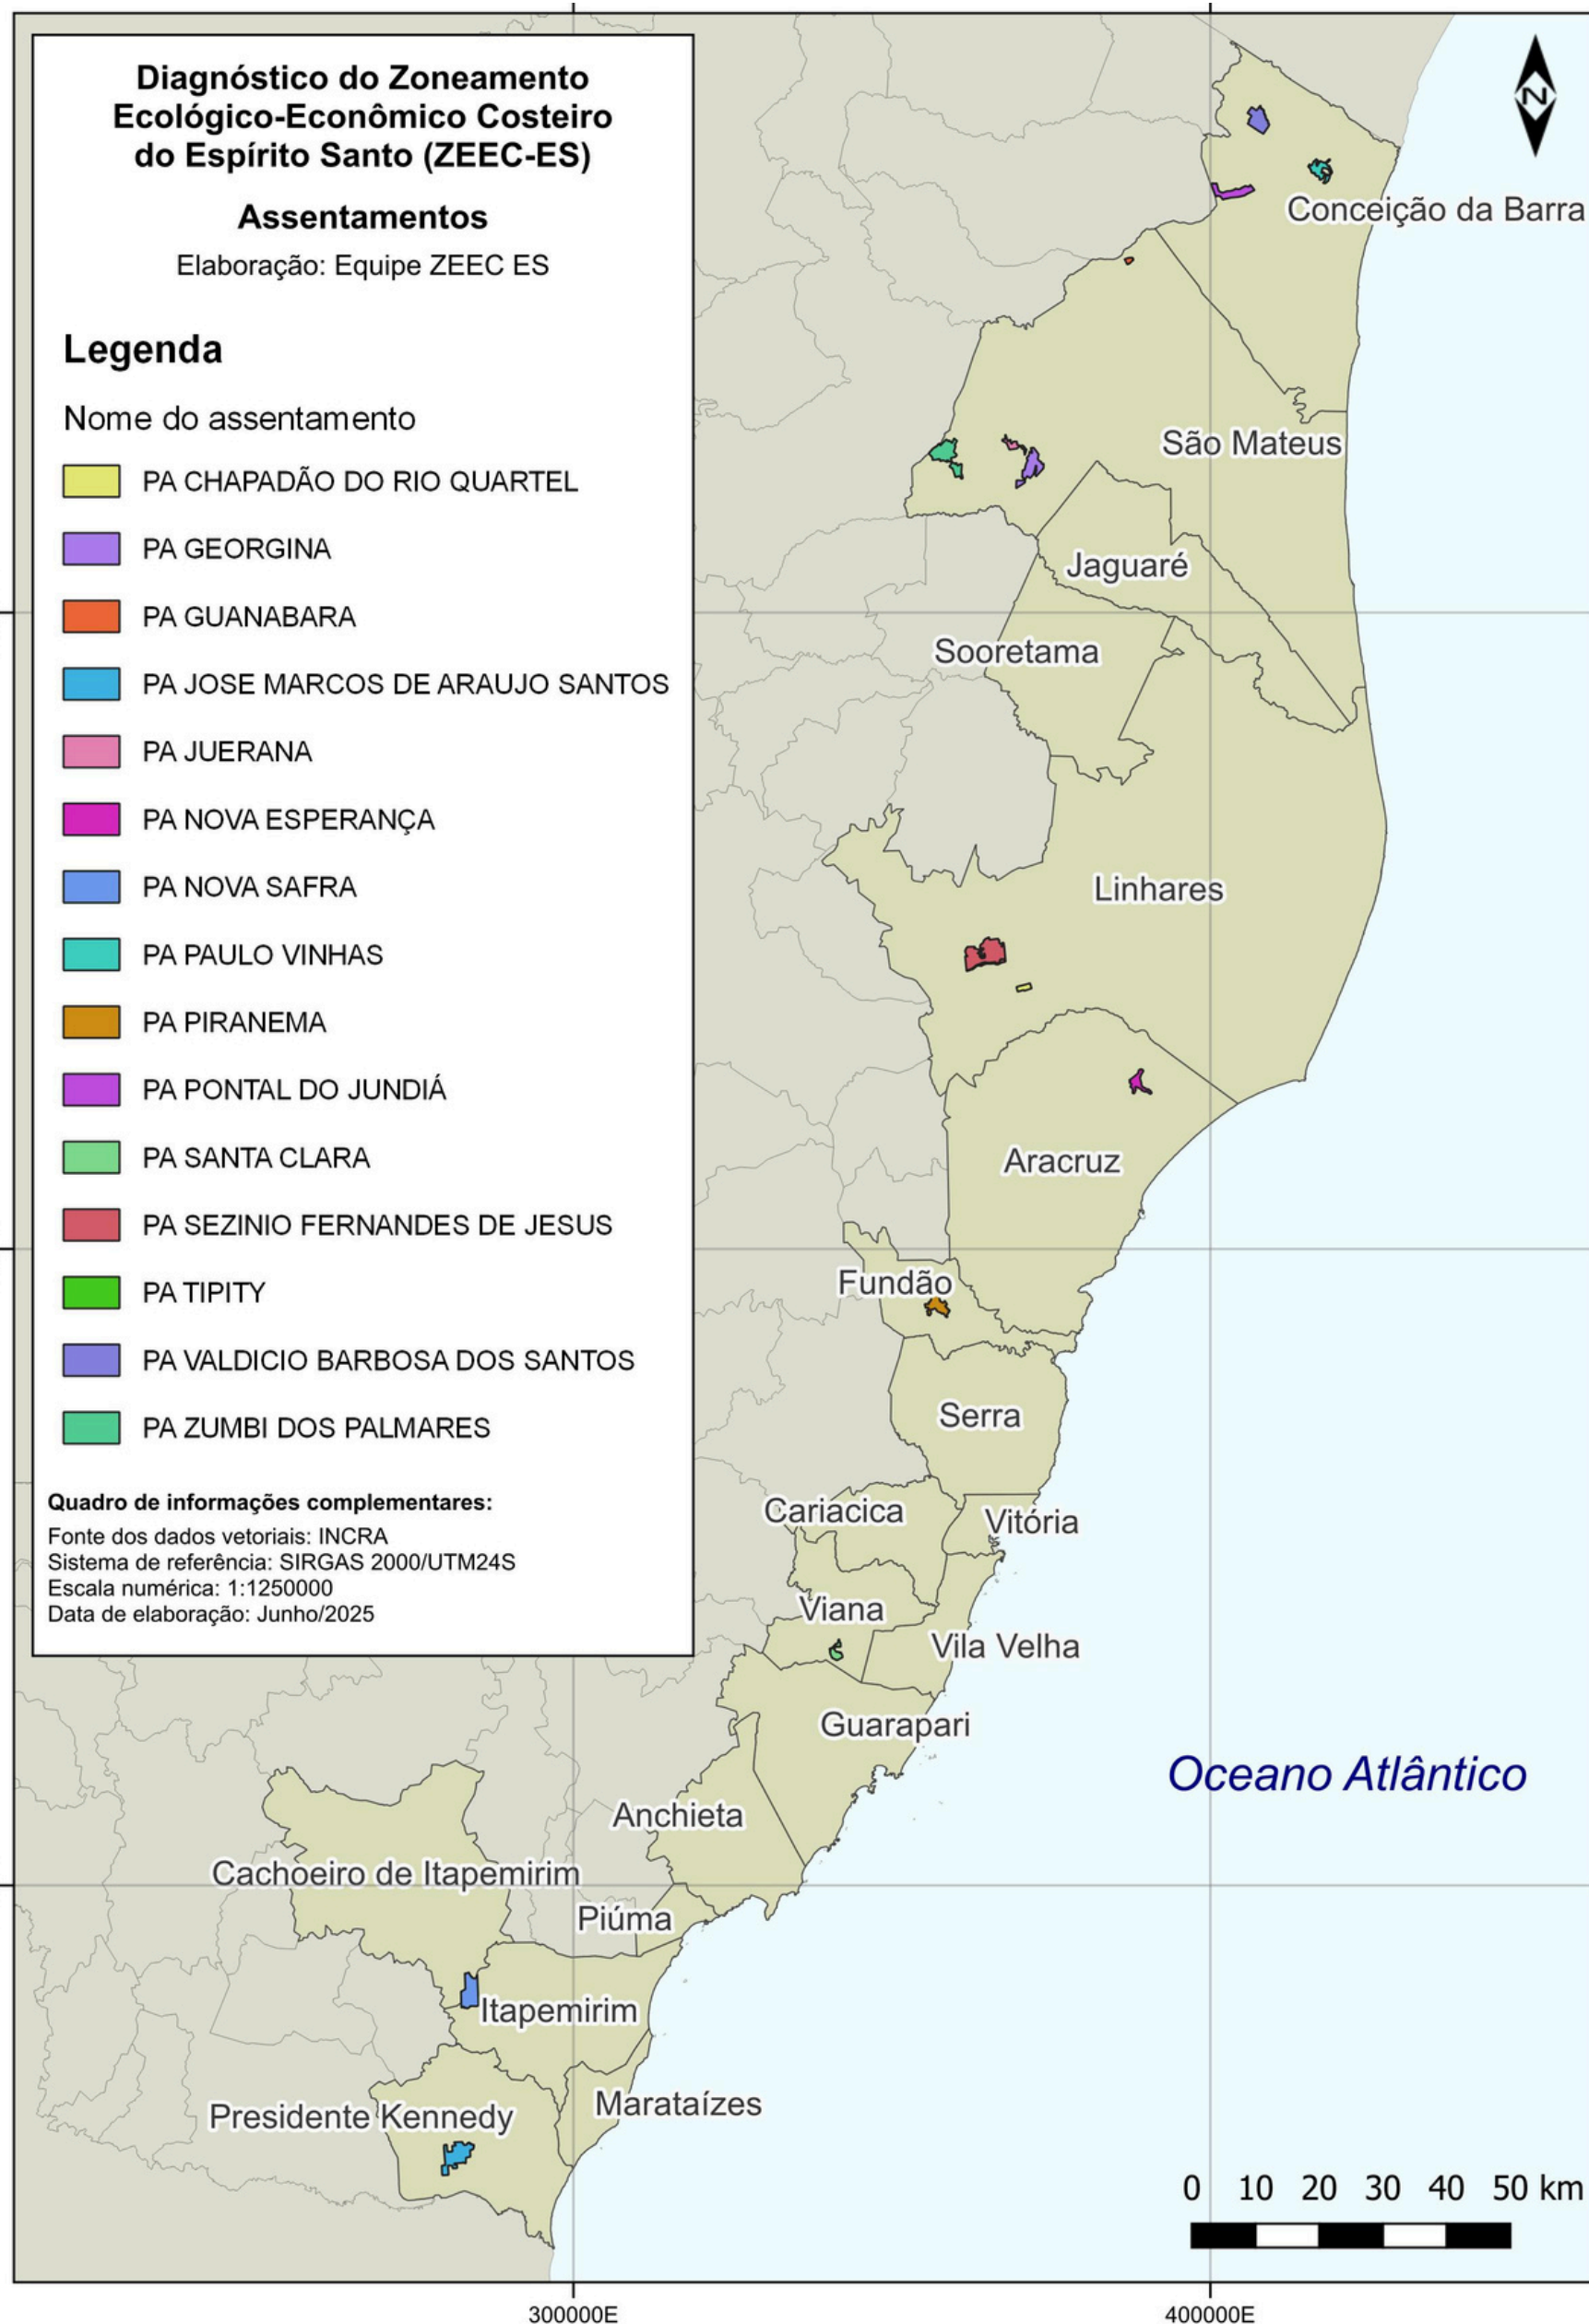 Diagnóstico do Zoneamento
Ecológico-Econômico Costeiro
do Espírito Santo (ZEEC-ES)
Assentamentos
Elaboração: Equipe ZEEC ES
Legenda
Nome do assentamento
PA CHAPADÃO DO RIO QUARTEL
PA GEORGINA
PA GUANABARA
PA JOSE MARCOS DE ARAUJO SANTOS
PA JUERANA
PA NOVA ESPERANÇA
PA NOVA SAFRA
PA PAULO VINHAS
PA PIRANEMA
PA PONTAL DO JUNDIÁ
PA SANTA CLARA
PA SEZINIO FERNANDES DE JESUS
PA TIPITY
PA VALDICIO BARBOSA DOS SANTOS
PA ZUMBI DOS PALMARES
Quadro de informações complementares:
Fonte dos dados vetoriais: INCRA
Sistema de referência: SIRGAS 2000/UTM24S
Escala numérica: 1:1250000
Data de elaboração: Junho/2025
N
Conceição da Barra
São Mateus
Jaguaré
Sooretama
Linhares
Aracruz
Fundão
Serra
Cariacica
Vitória
Viana
Vila Velha
Guarapari
Oceano Atlântico
Anchieta
Cachoeiro de Itapemirim
Piúma
Itapemirim
Marataízes
Presidente Kennedy
0 10 20 30 40 50 km
300000E
400000E